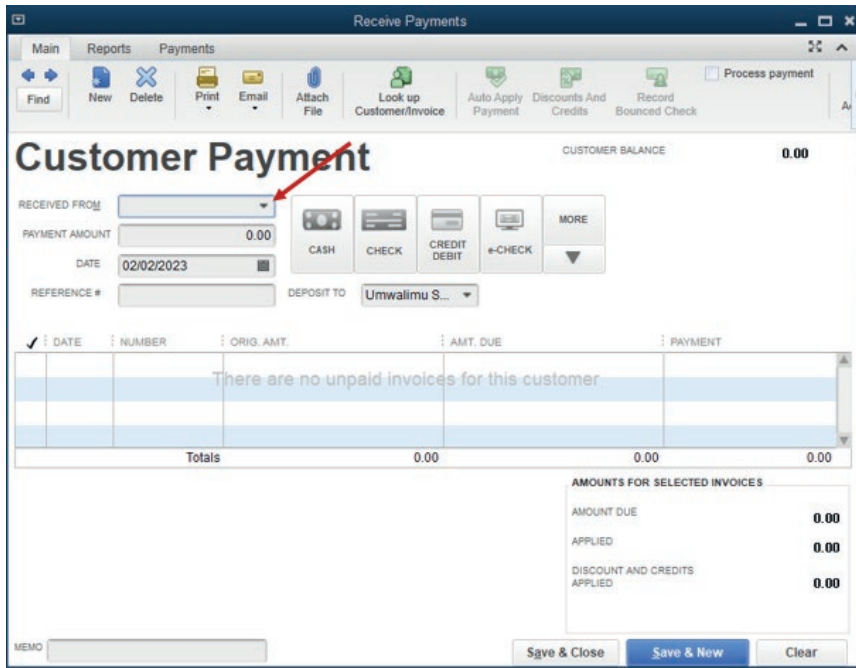 Receive Payments
Main Reports Payments
Find New Delete Print Email Attach File Look up Customer/Invoice Auto Apply Payment Discounts And Credits Record Bounced Check Process payment
Customer Payment
CUSTOMER BALANCE 0.00
RECEIVED FROM
PAYMENT AMOUNT 0.00
CASH CHECK CREDIT DEBIT e-CHECK MORE
DATE 02/02/2023
REFERENCE # DEPOSIT TO Umwalimu S...
DATE NUMBER ORIG. AMT. AMT. DUE PAYMENT
There are no unpaid invoices for this customer
Totals 0.00 0.00 0.00
AMOUNTS FOR SELECTED INVOICES
AMOUNT DUE 0.00
APPLIED 0.00
DISCOUNT AND CREDITS
APPLIED 0.00
MEMO
Save & Close Save & New Clear